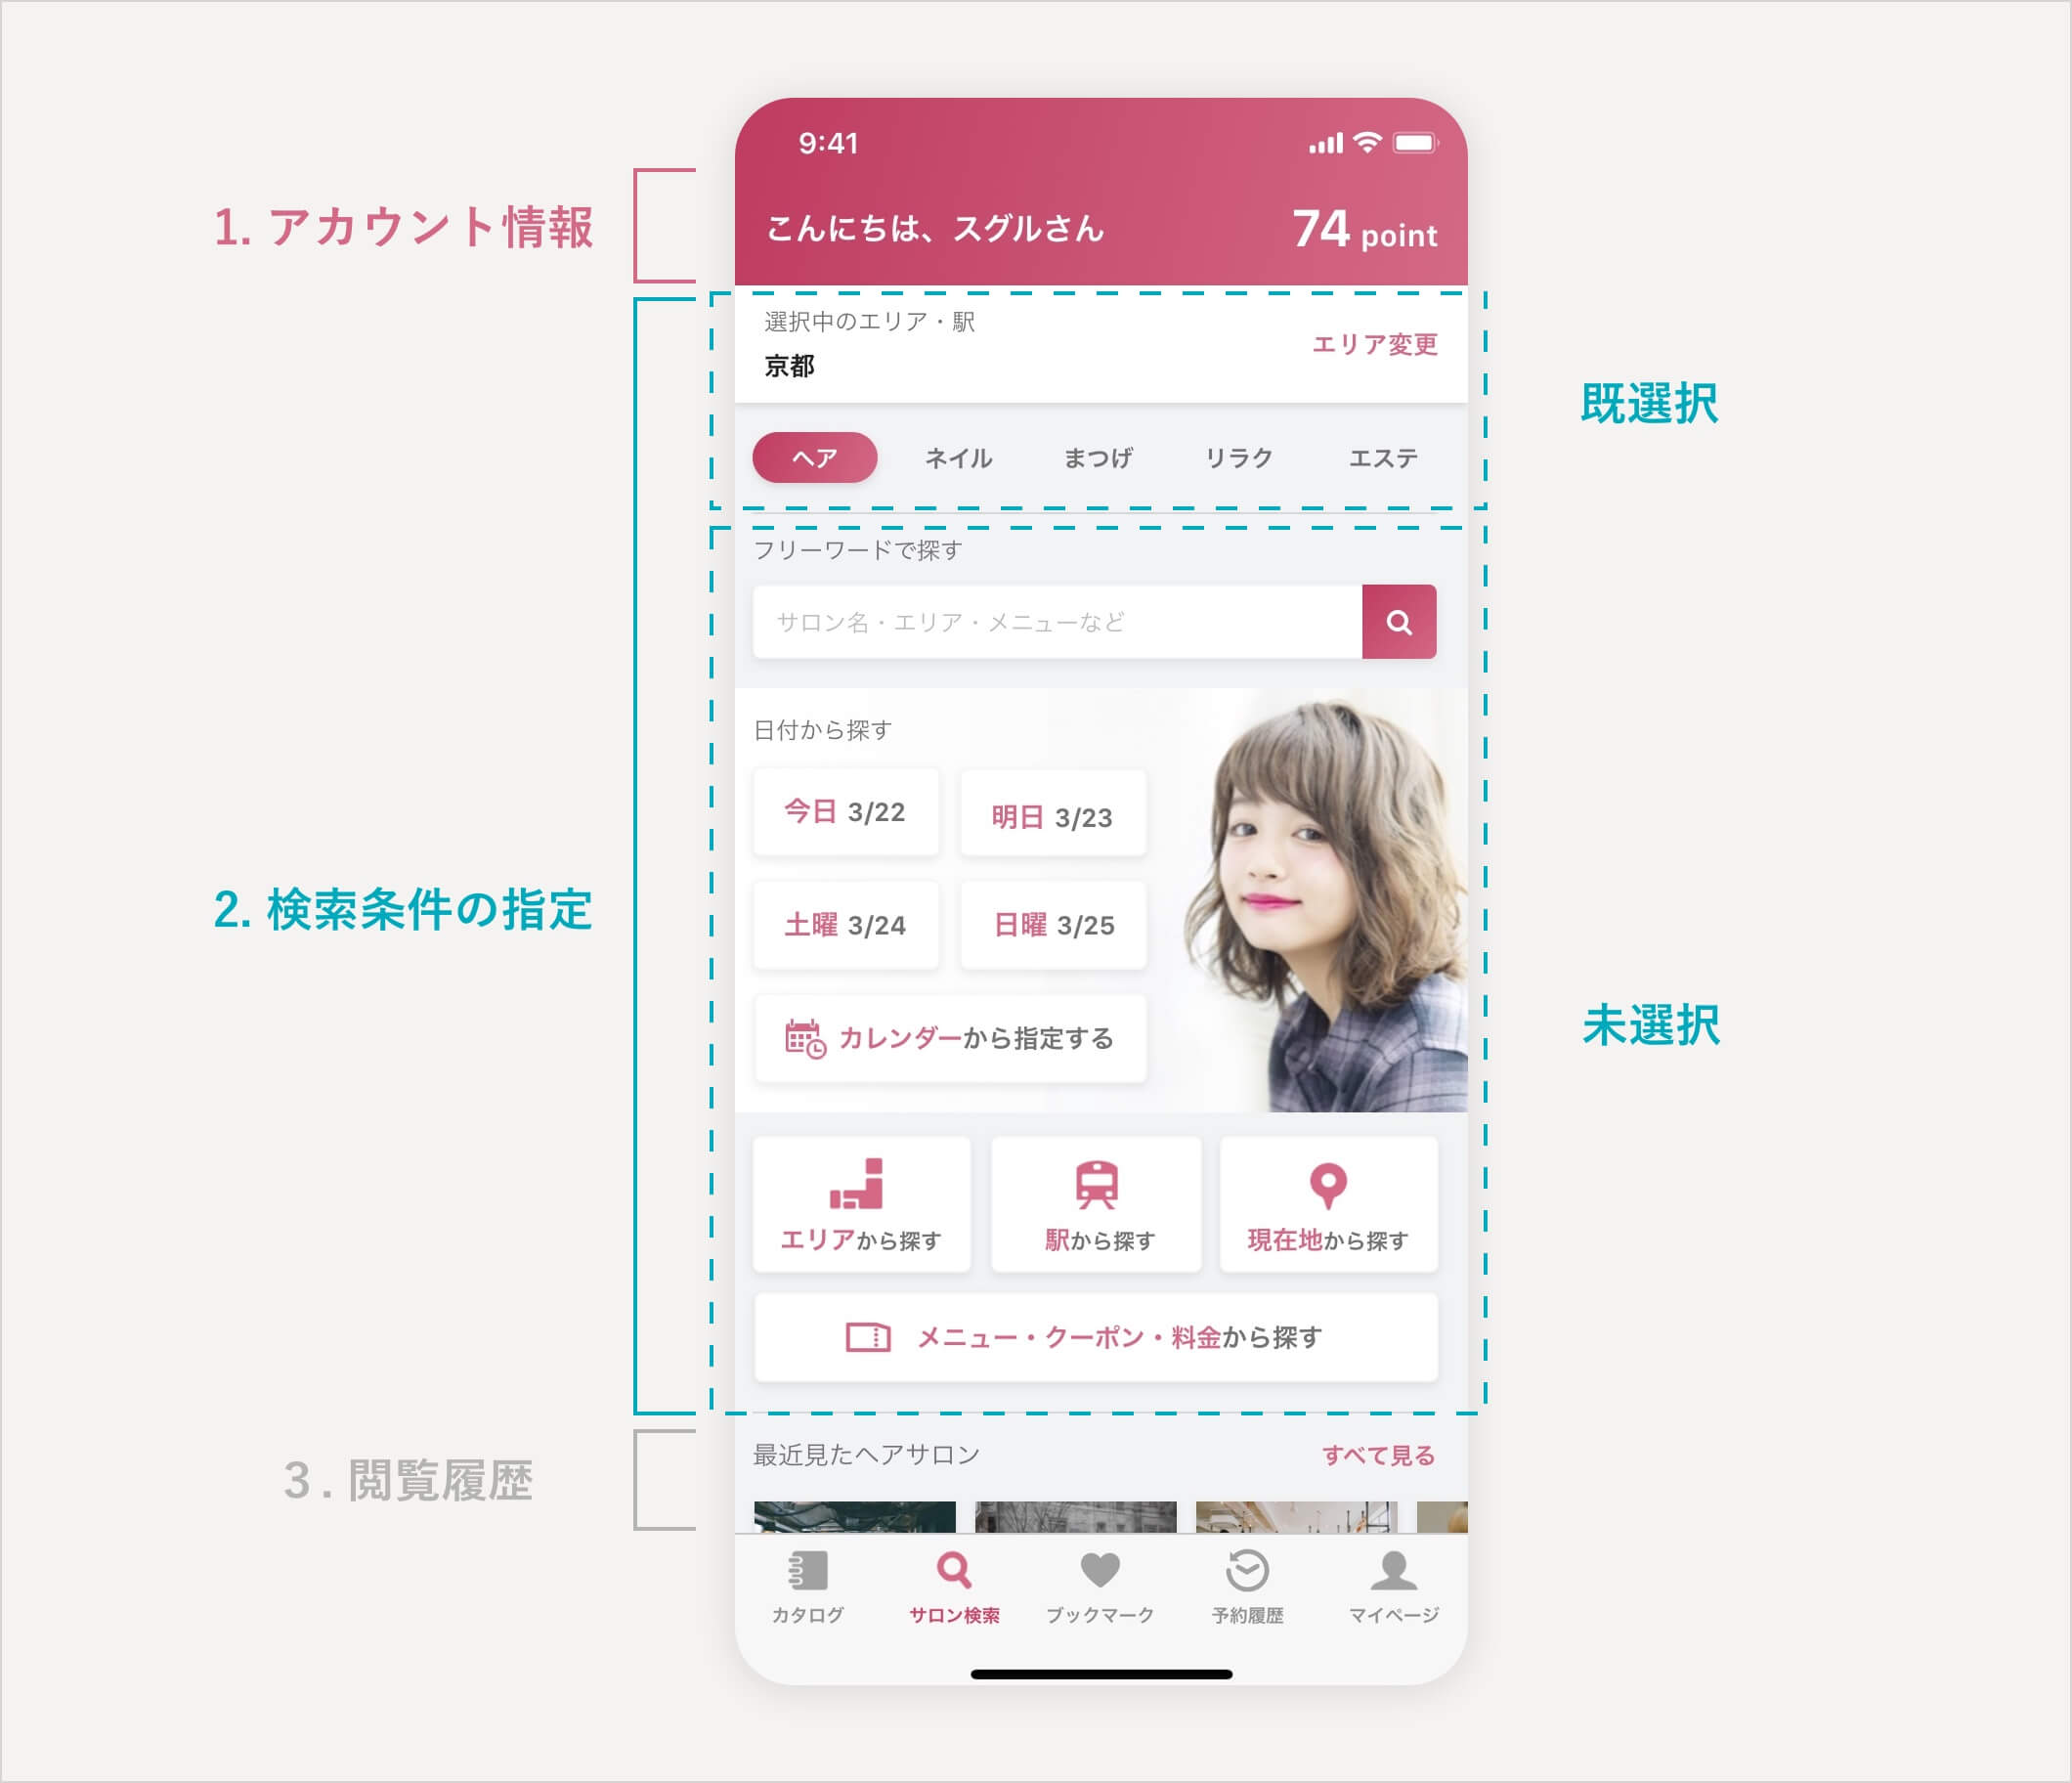 9:41
1. アカウント情報
こんにちは、スグルさん
74 point
選択中のエリア・駅
京都
エリア変更
既選択
ヘア
ネイル
まつげ
リラク
エステ
フリーワードで探す
サロン名・エリア・メニューなど
日付から探す
今日 3/22
明日 3/23
土曜 3/24
日曜 3/25
2. 検索条件の指定
カレンダーから指定する
未選択
エリアから探す
駅から探す
現在地から探す
メニュー・クーポン・料金から探す
3. 閲覧履歴
最近見たヘアサロン
すべて見る
カタログ
サロン検索
ブックマーク
予約履歴
マイページ